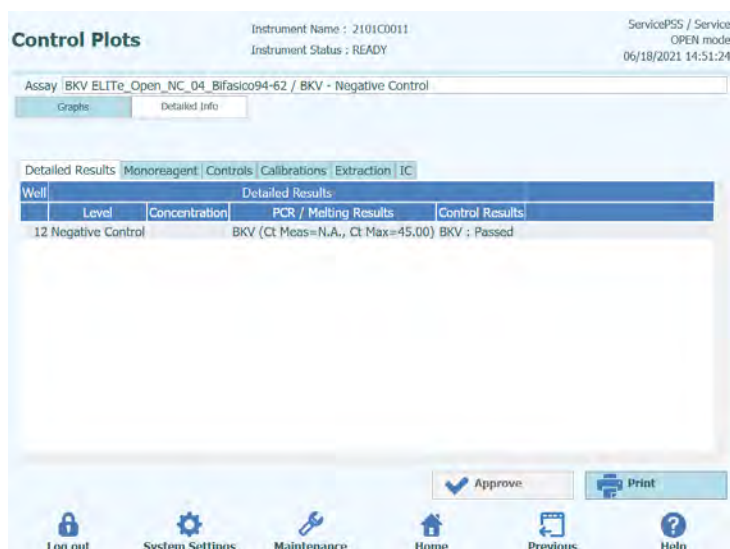 Control Plots
Instrument Name : 2101C0011
Instrument Status : READY
ServicePSS / Service
OPEN mode
06/18/2021 14:51:24
Assay BKV ELITe_Open_NC_04_Bifasico94-62 / BKV - Negative Control
Graphs Detailed Info
Detailed Results Monoreagent Controls Calibrations Extraction IC
Well Detailed Results
Level Concentration PCR / Melting Results Control Results
12 Negative Control BKV (Ct Meas=N.A., Ct Max=45.00) BKV : Passed
Approve Print
Log out System Settings Maintenance Home Previous Help